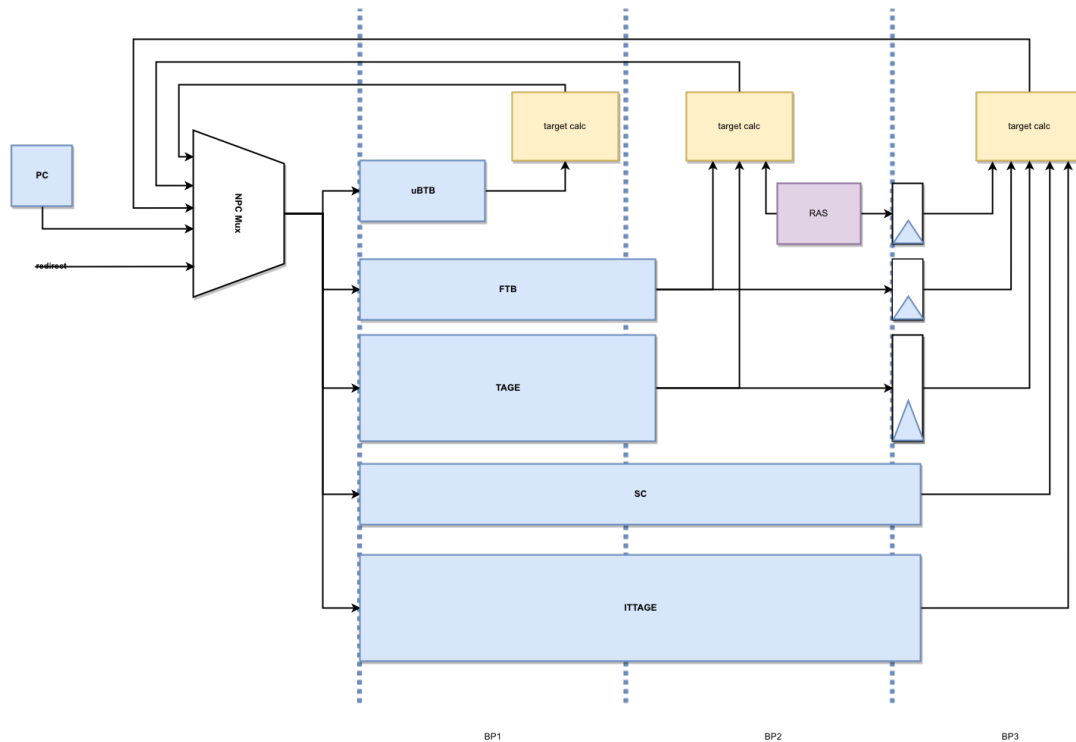 target calc
target calc
target calc
PC
NPC Mux
uBTB
RAS
redirect
FTB
TAGE
SC
ITTAGE
BP1
BP2
BP3